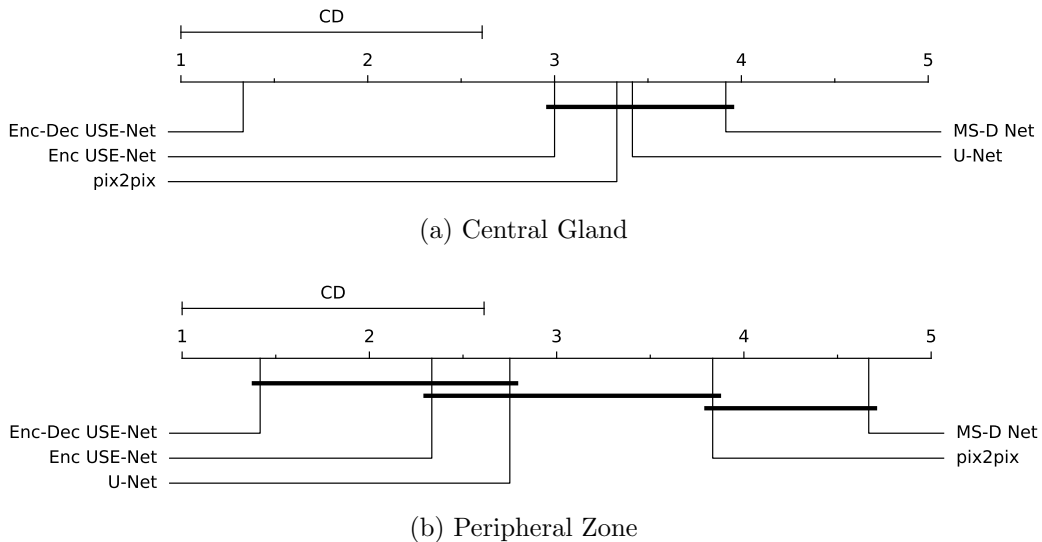 CD
1 2 3 4 5
Enc-Dec USE-Net MS-D Net
Enc USE-Net U-Net
pix2pix
(a) Central Gland
CD
1 2 3 4 5
Enc-Dec USE-Net MS-D Net
Enc USE-Net pix2pix
U-Net
(b) Peripheral Zone